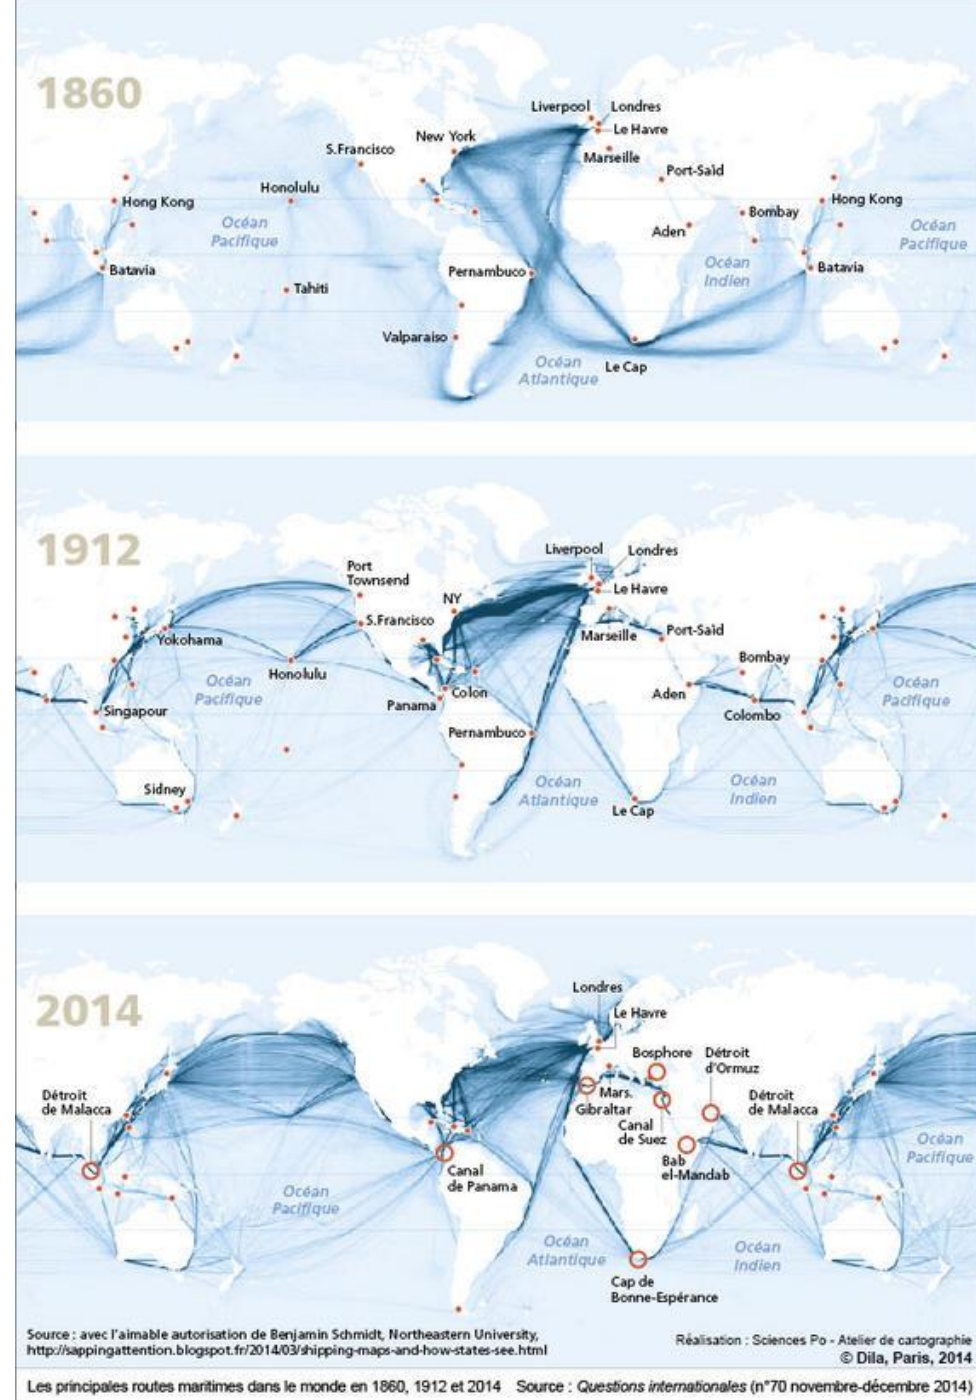 1860
Liverpool
Londres
Le Havre
New York
S.Francisco
Marseille
Port-Saïd
Honolulu
Hong Kong
Bombay
Hong Kong
Océan
Pacifique
Aden
Océan
Pacifique
Océan
Indien
Batavia
Pernambuco
Batavia
Tahiti
Valparaiso
Océan
Atlantique
Le Cap
1912
Liverpool
Londres
Port
Townsend
Le Havre
NY
S.Francisco
Yokohama
Marseille
Port-Saïd
Bombay
Honolulu
Océan
Pacifique
Colon
Aden
Océan
Pacifique
Panama
Singapour
Colombo
Pernambuco
Sidney
Océan
Atlantique
Océan
Indien
Le Cap
2014
Londres
Le Havre
Bosphore
Détroit
d'Ormuz
Détroit
de Malacca
Mars.
Détroit
de Malacca
Gibraltar
Canal
de Suez
Océan
Pacifique
Bab
el-Mandab
Canal
de Panama
Océan
Pacifique
Océan
Atlantique
Océan
Indien
Cap de
Bonne-Espérance
Source : avec l'aimable autorisation de Benjamin Schmidt, Northeastern University,
http://sappingattention.blogspot.fr/2014/03/shipping-maps-and-how-states-see.html
Réalisation : Sciences Po - Atelier de cartographie
© Dila, Paris, 2014
Les principales routes maritimes dans le monde en 1860, 1912 et 2014 Source : Questions internationales (n°70 novembre-décembre 2014)